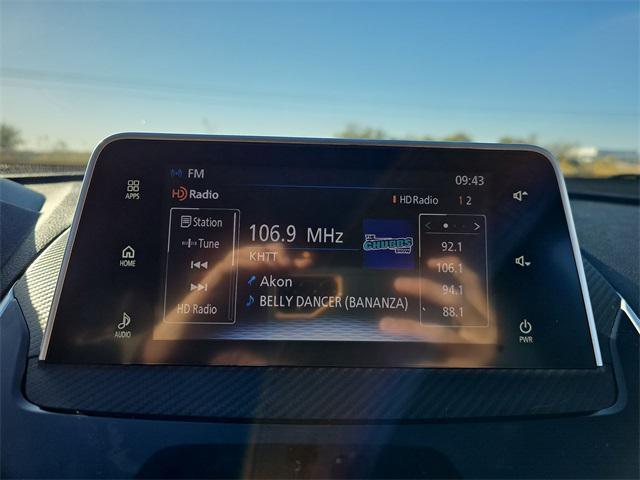 FM
09:43
HD Radio
HD Radio 1 2
APPS
HOME
AUDIO
Station
Tune
HD Radio
106.9 MHz
KHTT
Akon
BELLY DANCER (BANANZA)
CHUBBS
92.1
106.1
94.1
88.1
PWR